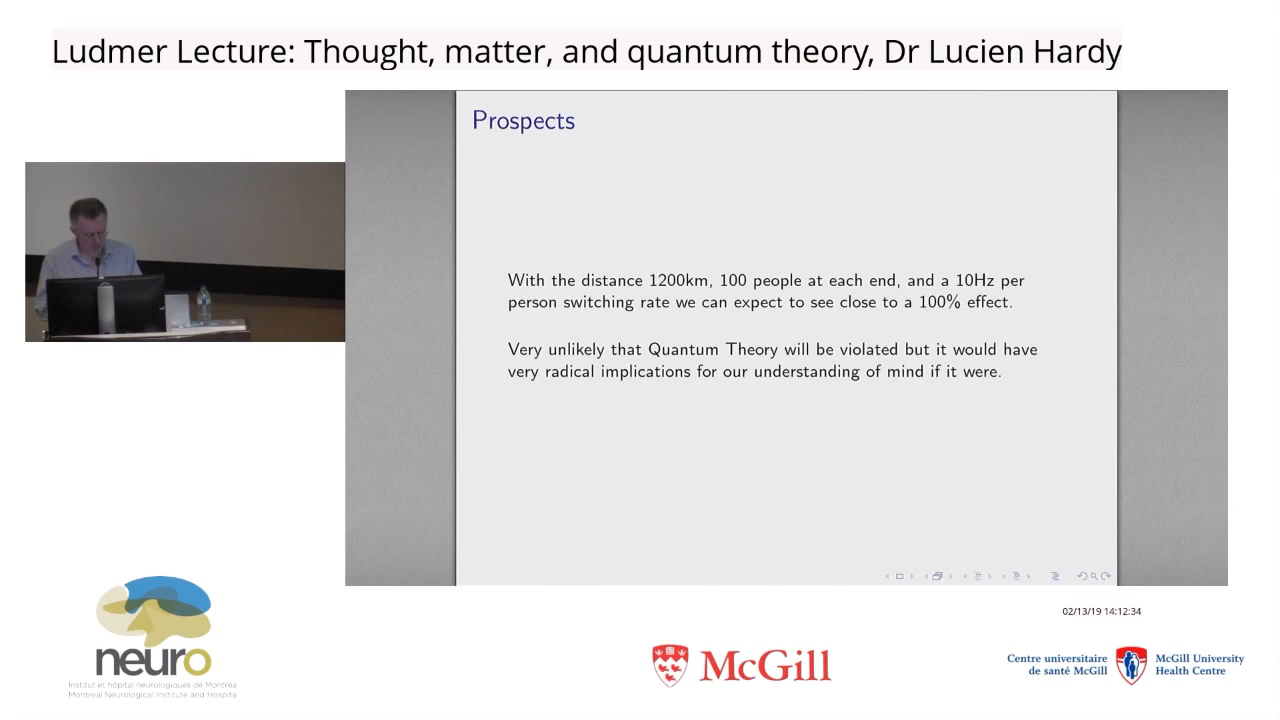 Ludmer Lecture: Thought, matter, and quantum theory, Dr Lucien Hardy
Prospects
With the distance 1200km, 100 people at each end, and a 10Hz per
person switching rate we can expect to see close to a 100% effect.
Very unlikely that Quantum Theory will be violated but it would have
very radical implications for our understanding of mind if it were.
02/13/19 14:12:34
neuro
Institut et hôpital neurologiques de Montréal
Montreal Neurological Institute and Hospital
McGill
Centre universitaire
de santé McGill
McGill University
Health Centre